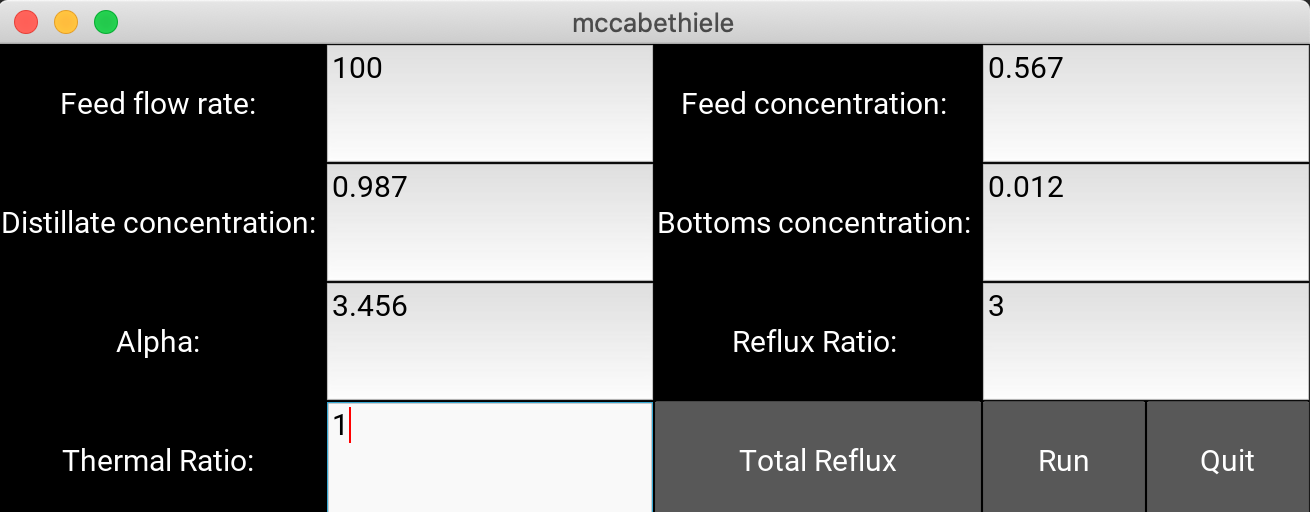 mccabethiele
Feed flow rate:
100
Feed concentration:
0.567
Distillate concentration:
0.987
Bottoms concentration:
0.012
Alpha:
3.456
Reflux Ratio:
3
Thermal Ratio:
1
Total Reflux
Run
Quit